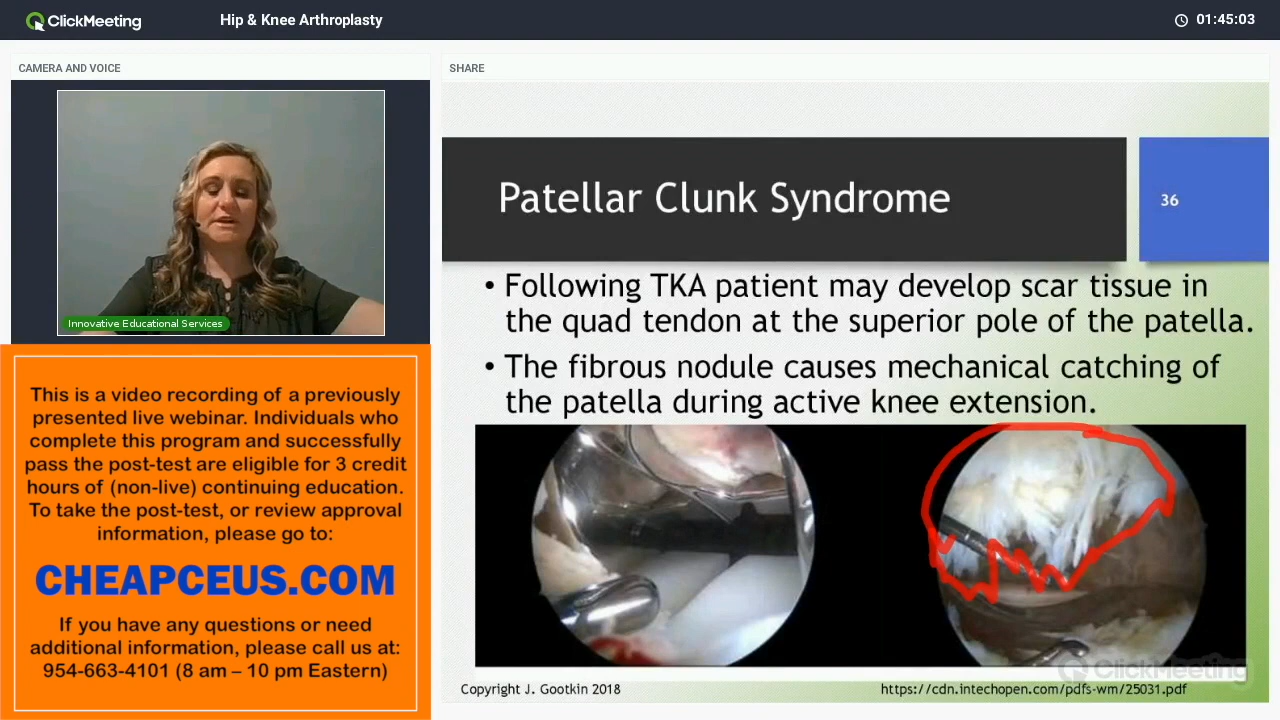 ClickMeeting
Hip & Knee Arthroplasty
01:45:03
CAMERA AND VOICE
SHARE
Innovative Educational Services
This is a video recording of a previously
presented live webinar. Individuals who
complete this program and successfully
pass the post-test are eligible for 3 credit
hours of (non-live) continuing education.
To take the post-test, or review approval
information, please go to:
CHEAPCEUS.COM
If you have any questions or need
additional information, please call us at:
954-663-4101 (8 am – 10 pm Eastern)
Patellar Clunk Syndrome
36
• Following TKA patient may develop scar tissue in
the quad tendon at the superior pole of the patella.
• The fibrous nodule causes mechanical catching of
the patella during active knee extension.
ClickMeeting
Copyright J. Gootkin 2018
https://cdn.intechopen.com/pdfs-wm/25031.pdf